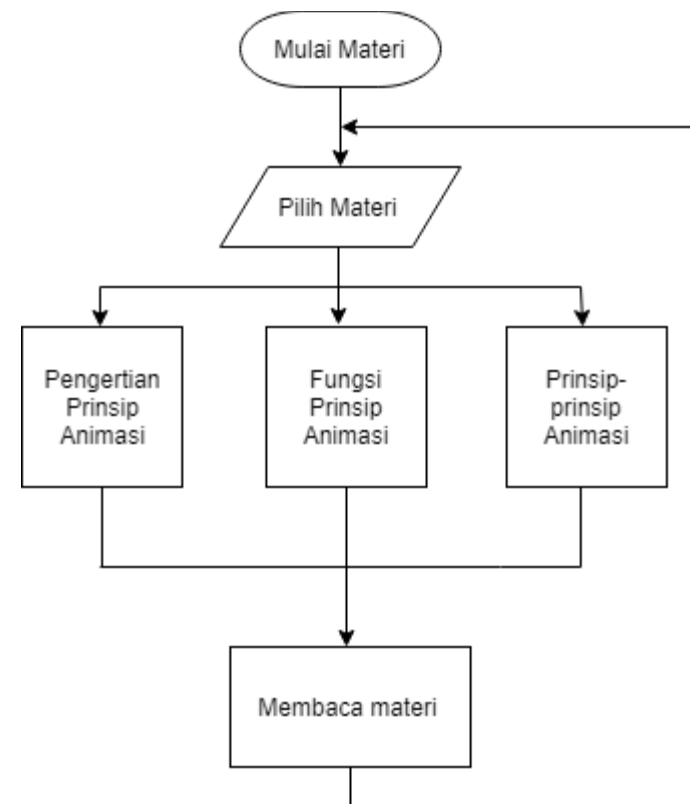 Mulai Materi
Pilih Materi
Pengertian
Prinsip
Animasi
Fungsi
Prinsip
Animasi
Prinsip-
prinsip
Animasi
Membaca materi